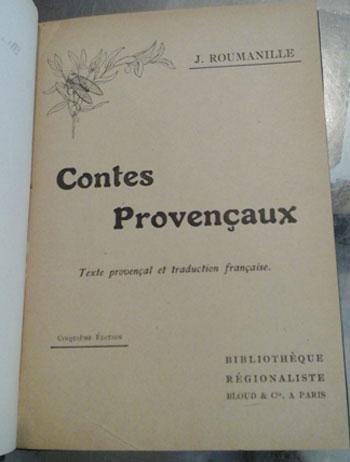 J. ROUMANILLE
Contes
Provençaux
Texte provençal et traduction française.
CINQUIÈME ÉDITION
BIBLIOTHÈQUE
RÉGIONALISTE
BLOUD & Cie, A PARIS